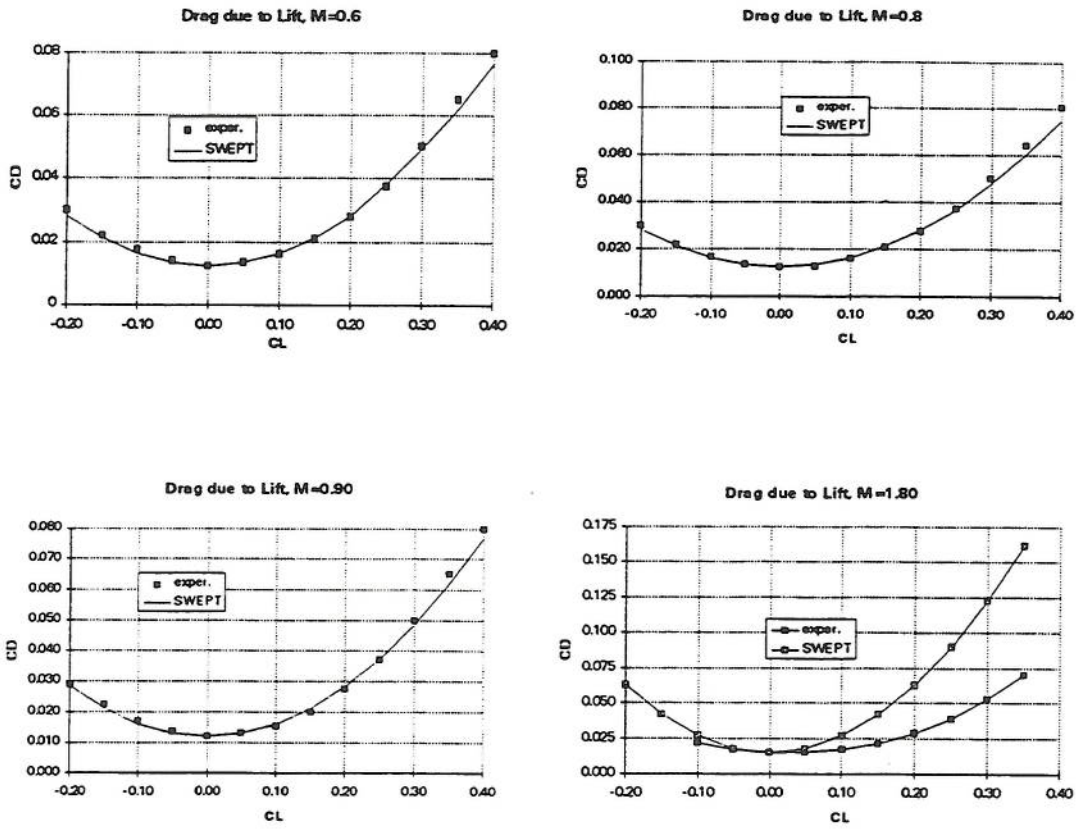 Drag due to Lift, M=0.6
0.08
0.06
0.04
0.02
0
CD
exper.
SWEPT
-0.20 -0.10 0.00 0.10 0.20 0.30 0.40
CL
Drag due to Lift, M=0.8
0.100
0.080
0.060
0.040
0.020
0.000
CD
exper.
SWEPT
-0.20 -0.10 0.00 0.10 0.20 0.30 0.40
CL
Drag due to Lift, M=0.90
0.080
0.070
0.060
0.050
0.040
0.030
0.020
0.010
0.000
CD
exper.
SWEPT
-0.20 -0.10 0.00 0.10 0.20 0.30 0.40
CL
Drag due to Lift, M=1.80
0.175
0.150
0.125
0.100
0.075
0.050
0.025
0.000
CD
exper.
SWEPT
-0.20 -0.10 0.00 0.10 0.20 0.30 0.40
CL